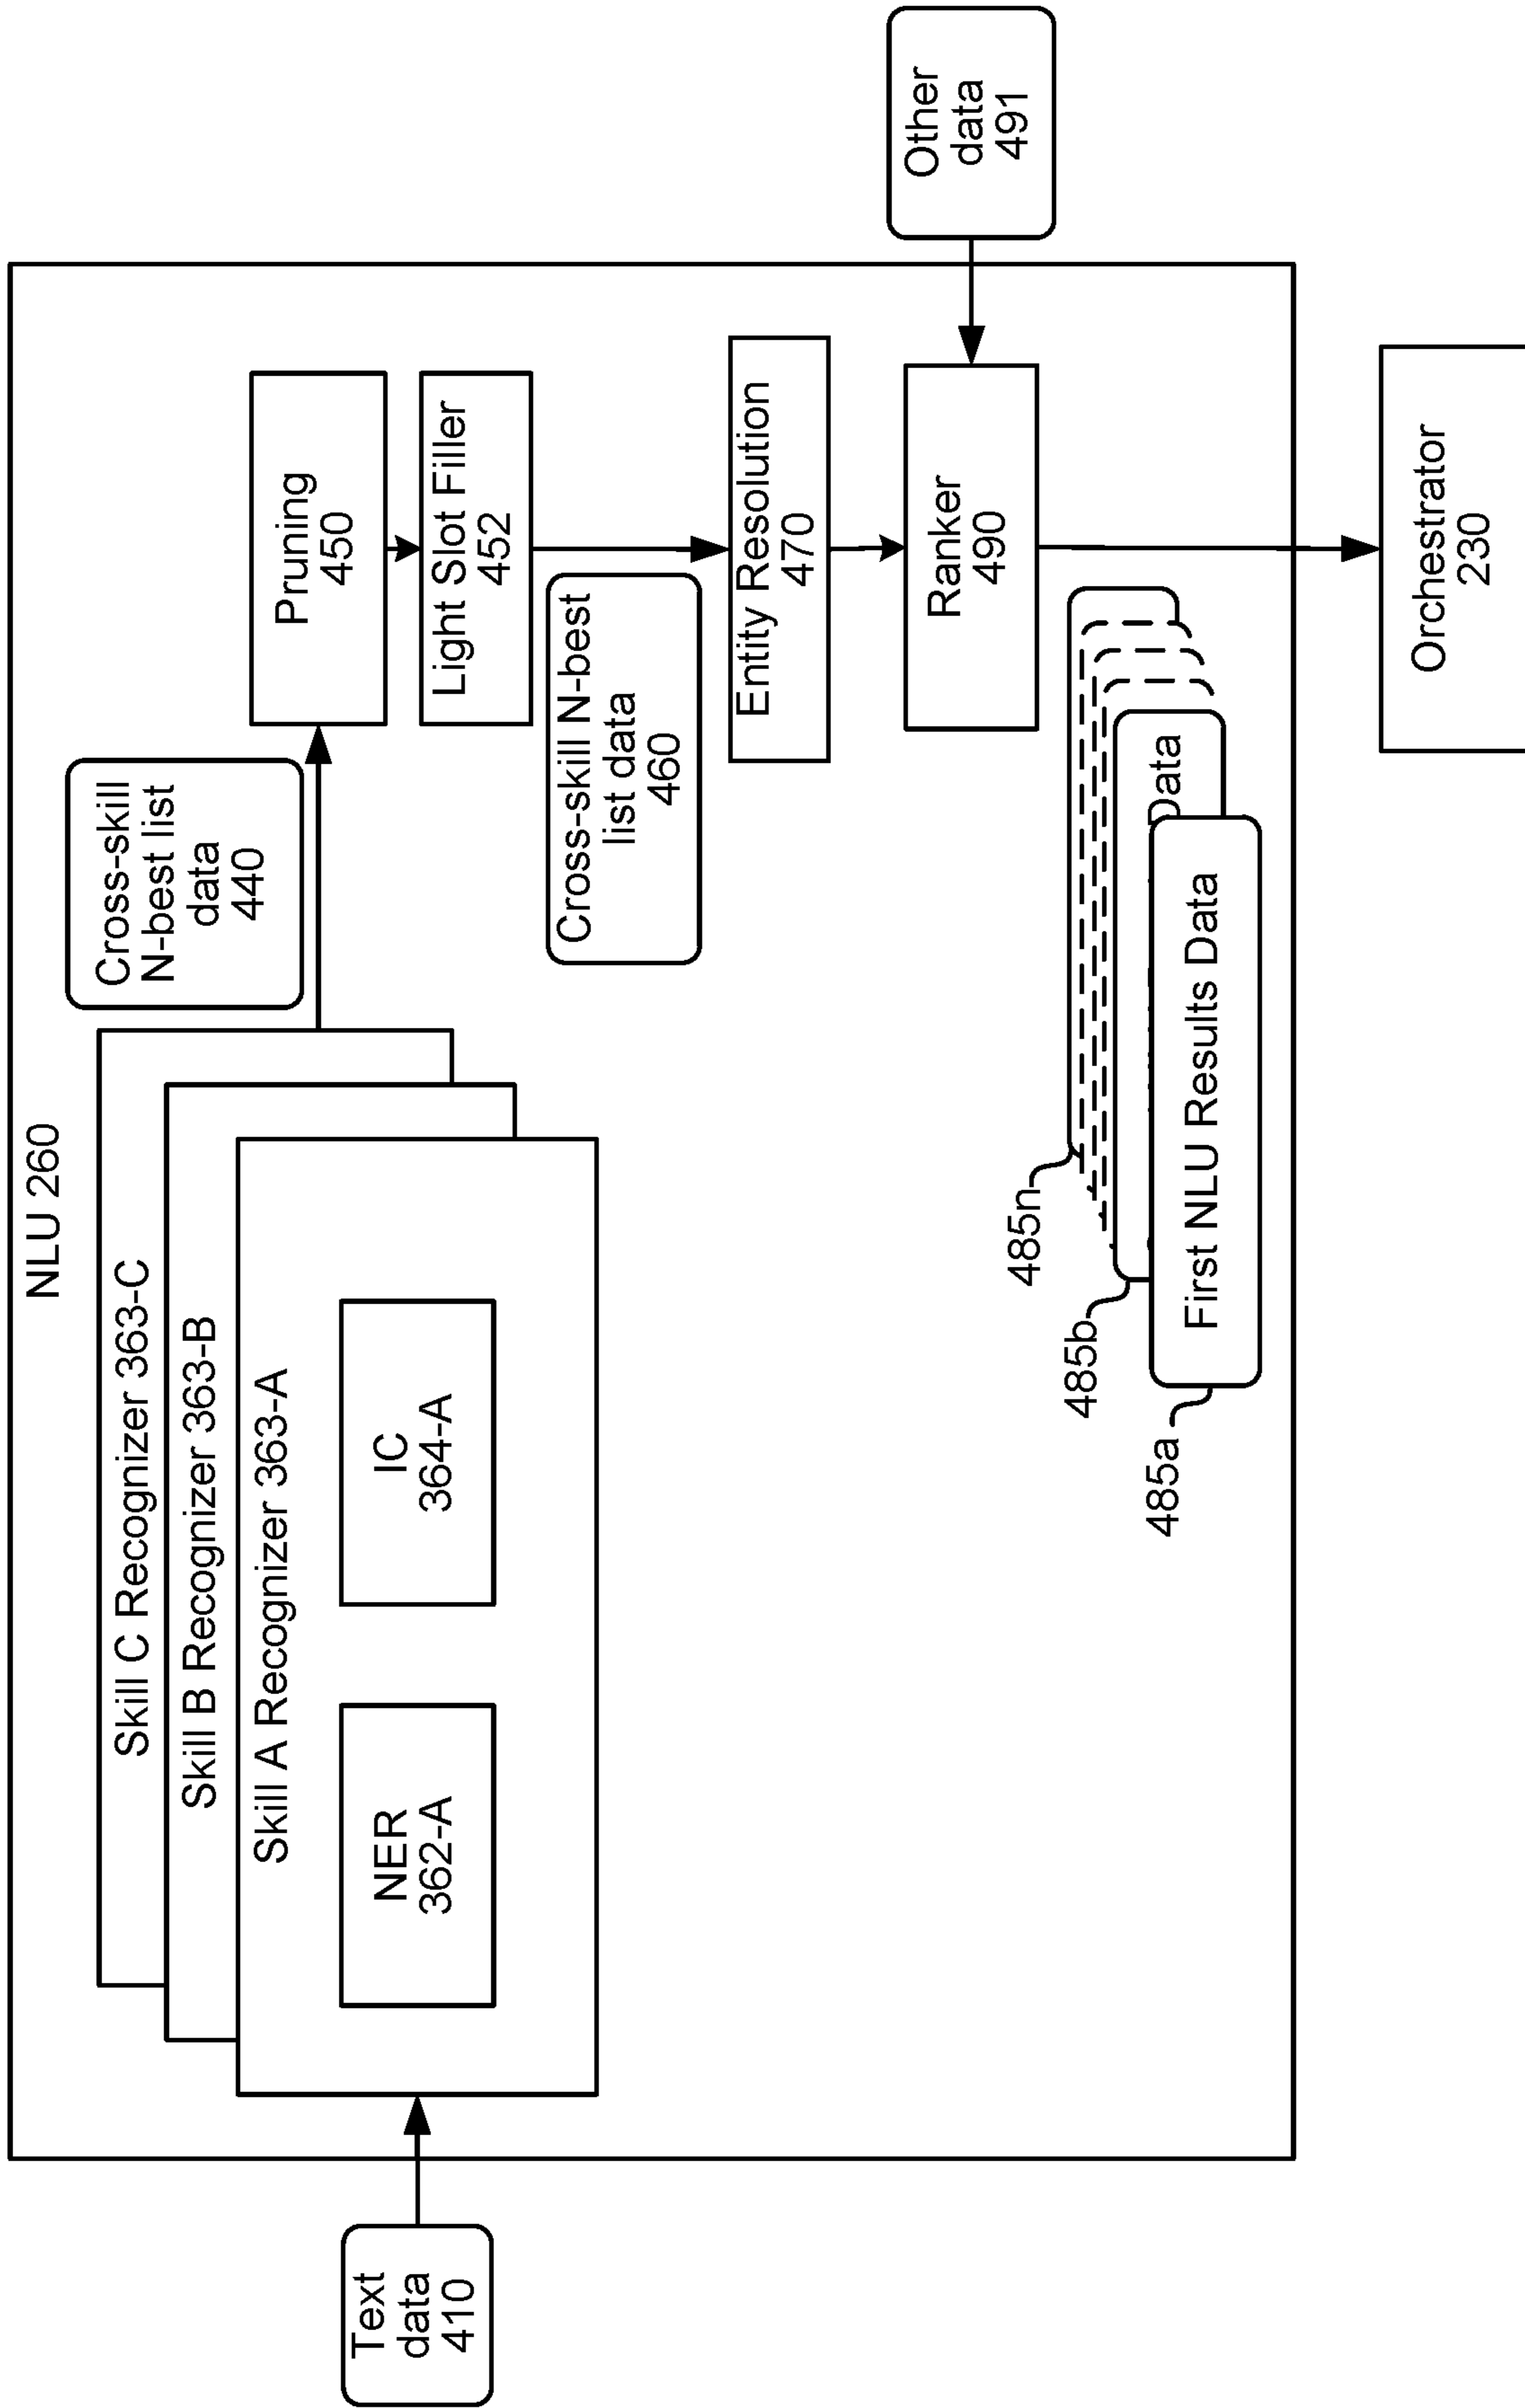 NLU 260
Skill C Recognizer 363-C
Skill B Recognizer 363-B
Skill A Recognizer 363-A
NER
362-A
IC
364-A
Text
data
410
Cross-skill
N-best list
data
440
Pruning
450
Light Slot Filler
452
Cross-skill N-best
list data
460
Entity Resolution
470
Ranker
490
Other
data
491
485n
485b
485a
Data
First NLU Results Data
Orchestrator
230